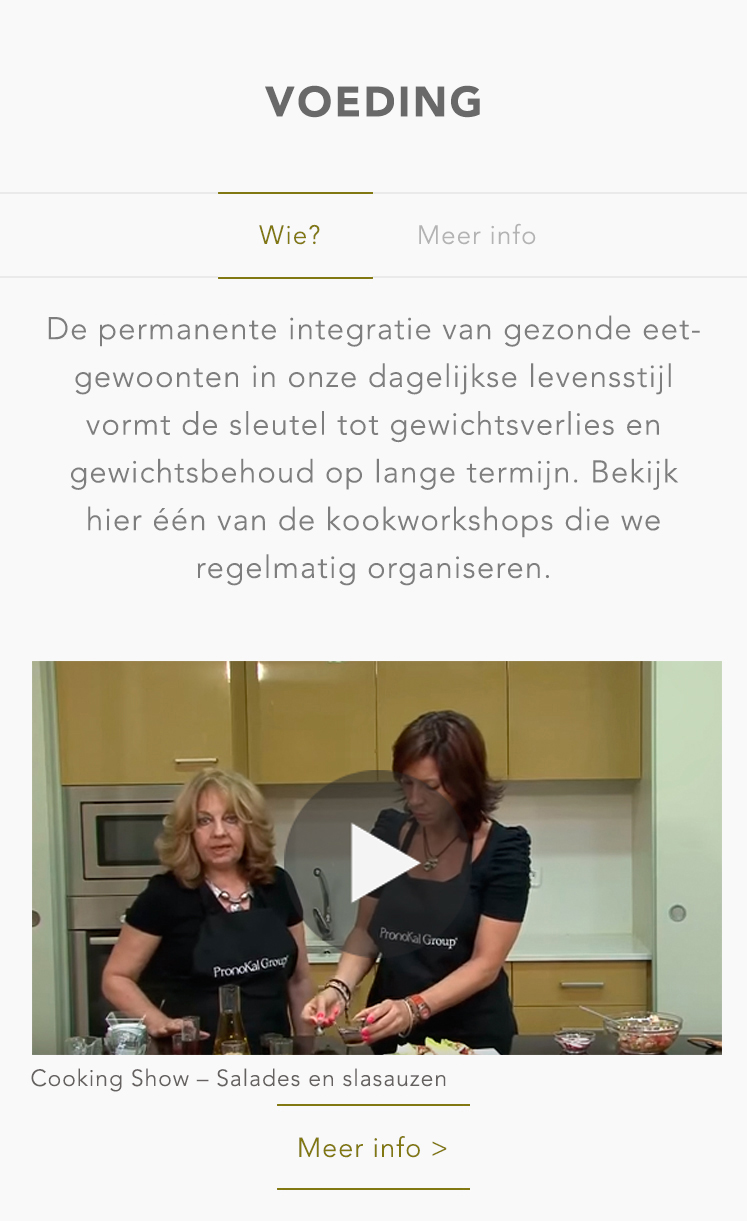 VOEDING
Wie? Meer info
De permanente integratie van gezonde eet-
gewoonten in onze dagelijkse levensstijl
vormt de sleutel tot gewichtsverlies en
gewichtsbehoud op lange termijn. Bekijk
hier één van de kookworkshops die we
regelmatig organiseren.
PronoKal Group®
PronoKal Group®
Cooking Show – Salades en slasauzen
Meer info >